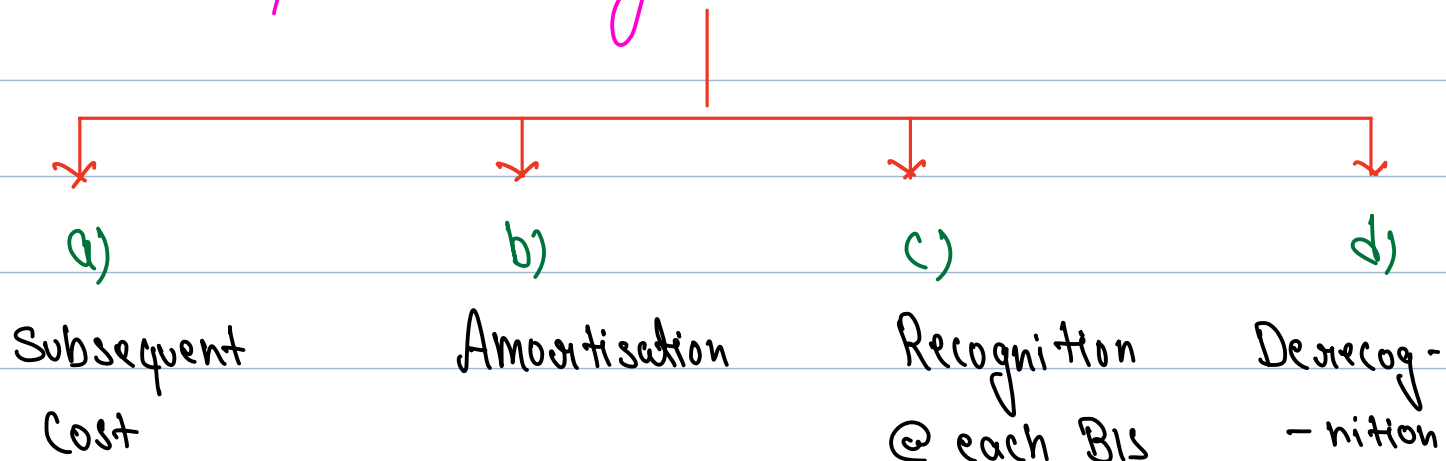 a) b) c) d)
Subsequent Amortisation Recognition Derecog-
Cost @ each B/s -nition